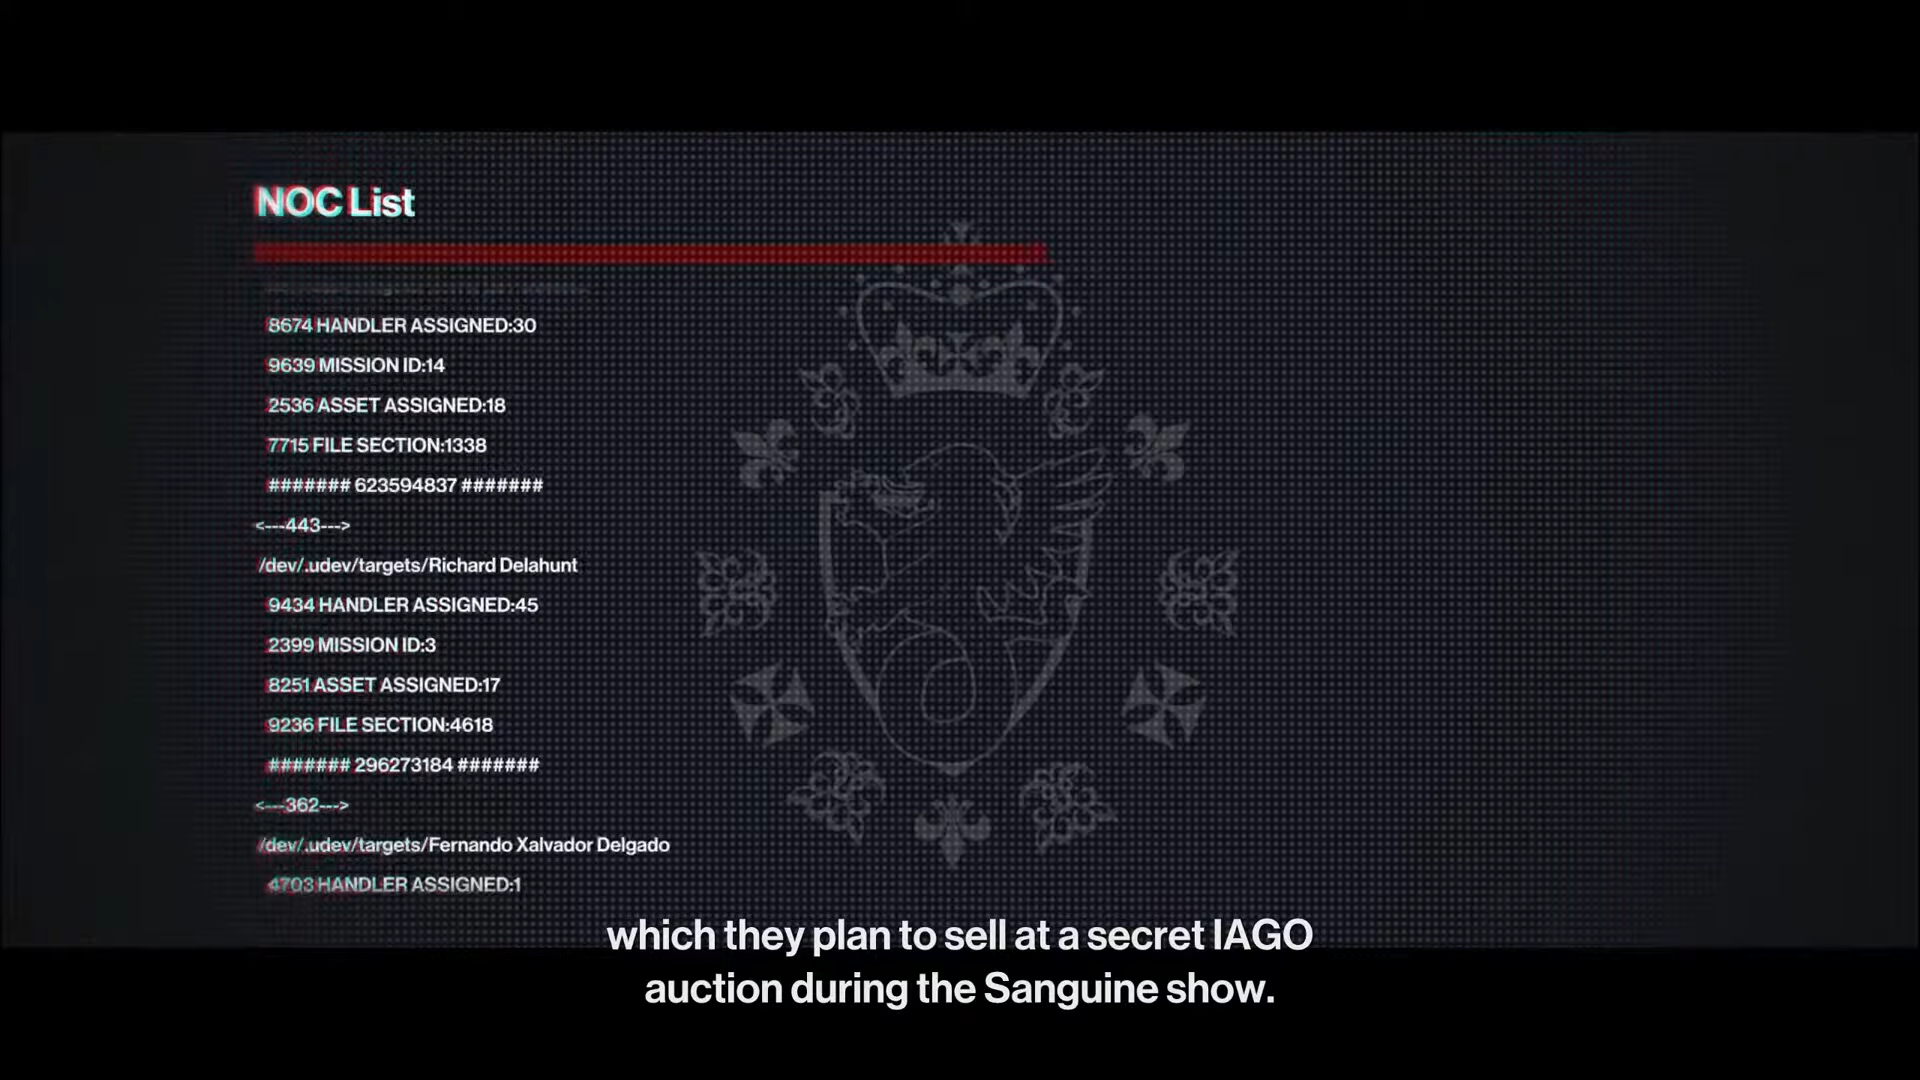 NOC List
8674 HANDLER ASSIGNED:30
9639 MISSION ID:14
2536 ASSET ASSIGNED:18
7715 FILE SECTION:1338
####### 623594837 #######
<---443--->
/dev/.udev/targets/Richard Delahunt
9434 HANDLER ASSIGNED:45
2399 MISSION ID:3
8251 ASSET ASSIGNED:17
9236 FILE SECTION:4618
####### 296273184 #######
<---362--->
/dev/.udev/targets/Fernando Xalvador Delgado
4703 HANDLER ASSIGNED:1
which they plan to sell at a secret IAGO
auction during the Sanguine show.